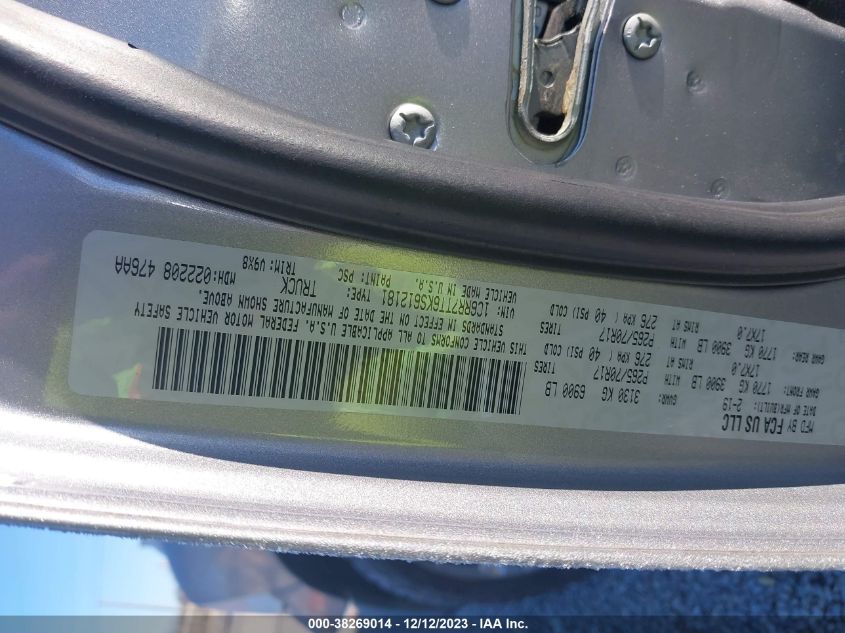 MFD BY FCA US LLC
DATE OF MFR(BUILT): 2-19
GAWR FRONT: 1770 KG 3900 LB WITH
17X7.0 RIMS AT
P265/70R17 TIRES
276 KPA ( 40 PSI) COLD
GVWR: 3130 KG 6900 LB
GAWR REAR: 1770 KG 3900 LB WITH
17X7.0 RIMS AT
P265/70R17 TIRES
276 KPA ( 40 PSI) COLD
THIS VEHICLE CONFORMS TO ALL APPLICABLE U.S.A. FEDERAL MOTOR VEHICLE SAFETY
STANDARDS IN EFFECT ON THE DATE OF MANUFACTURE SHOWN ABOVE.
VIN: 1C6RR7TT6KS612181 TYPE: TRUCK
VEHICLE MADE IN U.S.A. PAINT: PSC TRIM: V9X8 MDH: 022208 476AA
000-38269014 - 12/12/2023 - IAA Inc.